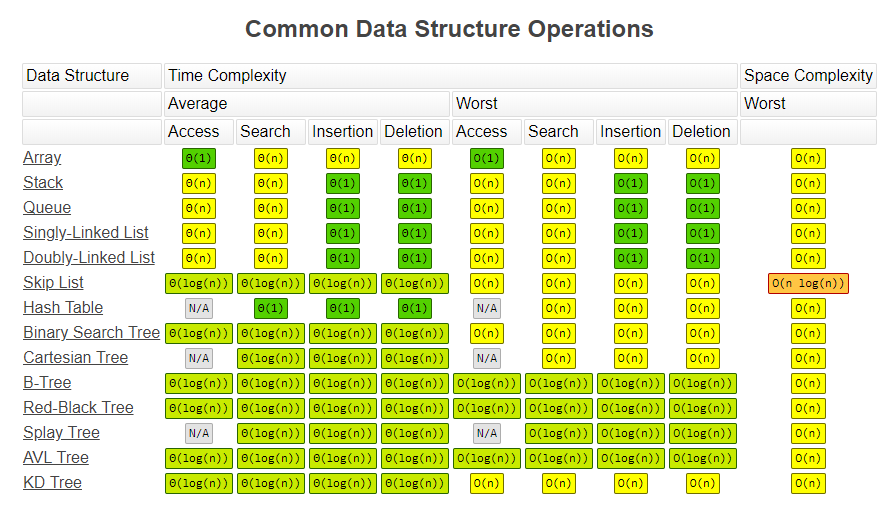 Common Data Structure Operations
Data Structure Time Complexity Space Complexity
Average Worst Worst
Access Search Insertion Deletion Access Search Insertion Deletion
Array Θ(1) Θ(n) Θ(n) Θ(n) O(1) O(n) O(n) O(n) O(n)
Stack Θ(n) Θ(n) Θ(1) Θ(1) O(n) O(n) O(1) O(1) O(n)
Queue Θ(n) Θ(n) Θ(1) Θ(1) O(n) O(n) O(1) O(1) O(n)
Singly-Linked List Θ(n) Θ(n) Θ(1) Θ(1) O(n) O(n) O(1) O(1) O(n)
Doubly-Linked List Θ(n) Θ(n) Θ(1) Θ(1) O(n) O(n) O(1) O(1) O(n)
Skip List Θ(log(n)) Θ(log(n)) Θ(log(n)) Θ(log(n)) O(n) O(n) O(n) O(n) O(n log(n))
Hash Table N/A Θ(1) Θ(1) Θ(1) N/A O(n) O(n) O(n) O(n)
Binary Search Tree Θ(log(n)) Θ(log(n)) Θ(log(n)) Θ(log(n)) O(n) O(n) O(n) O(n) O(n)
Cartesian Tree N/A Θ(log(n)) Θ(log(n)) Θ(log(n)) N/A O(n) O(n) O(n) O(n)
B-Tree Θ(log(n)) Θ(log(n)) Θ(log(n)) Θ(log(n)) O(log(n)) O(log(n)) O(log(n)) O(log(n)) O(n)
Red-Black Tree Θ(log(n)) Θ(log(n)) Θ(log(n)) Θ(log(n)) O(log(n)) O(log(n)) O(log(n)) O(log(n)) O(n)
Splay Tree N/A Θ(log(n)) Θ(log(n)) Θ(log(n)) N/A O(log(n)) O(log(n)) O(log(n)) O(n)
AVL Tree Θ(log(n)) Θ(log(n)) Θ(log(n)) Θ(log(n)) O(log(n)) O(log(n)) O(log(n)) O(log(n)) O(n)
KD Tree Θ(log(n)) Θ(log(n)) Θ(log(n)) Θ(log(n)) O(n) O(n) O(n) O(n) O(n)